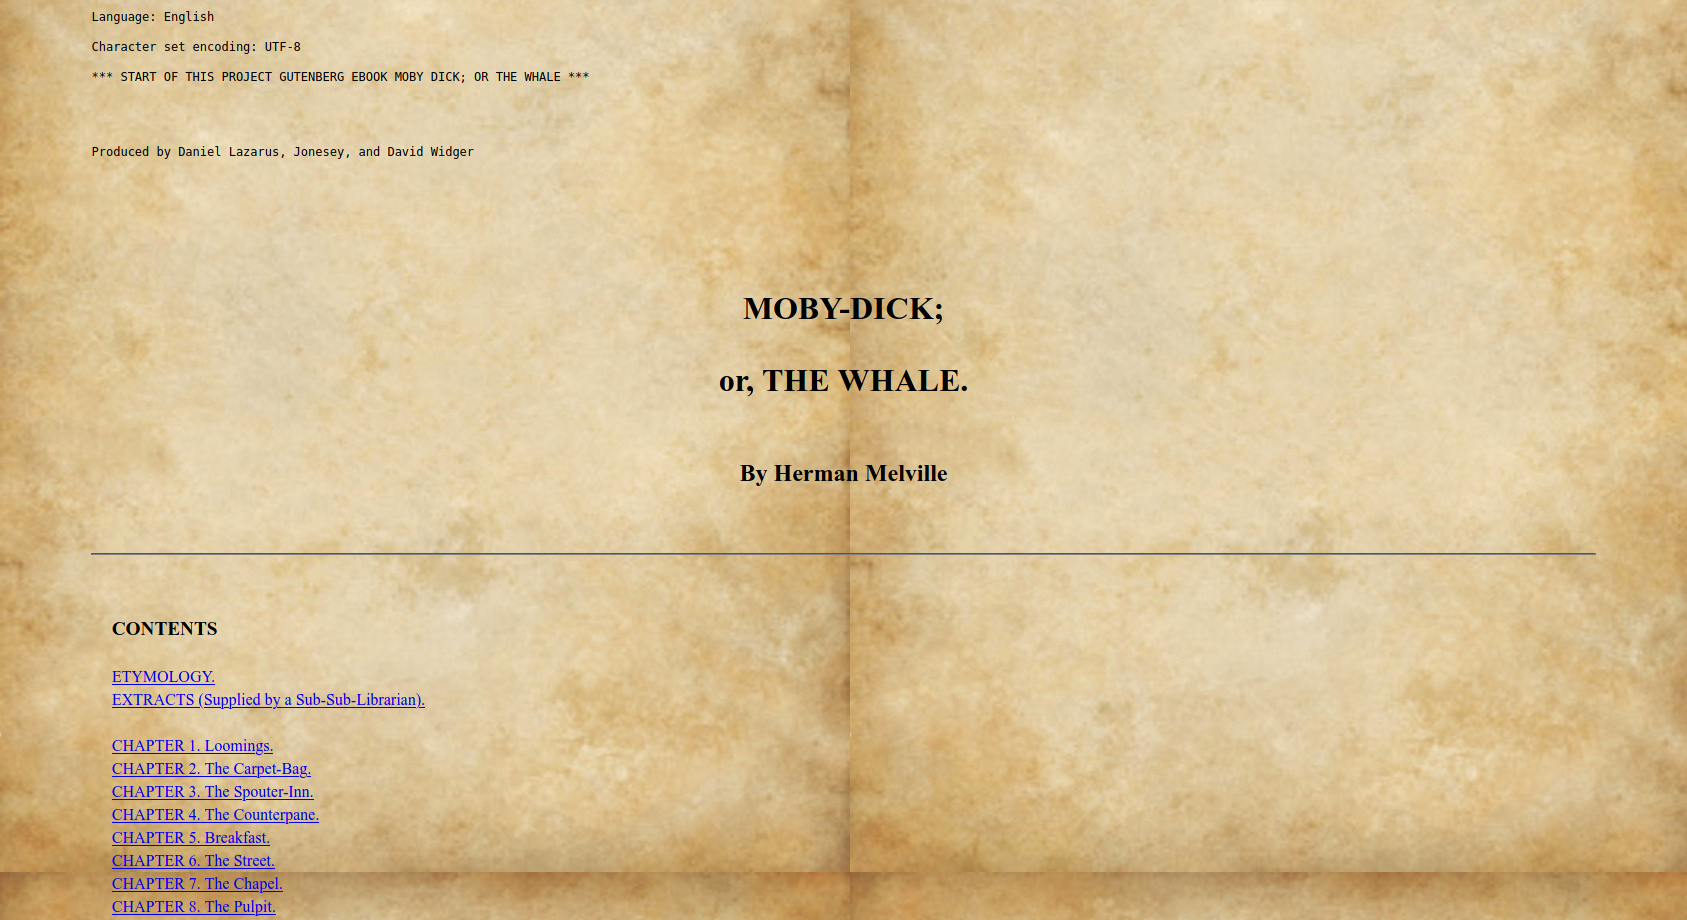 Language: English
Character set encoding: UTF-8
*** START OF THIS PROJECT GUTENBERG EBOOK MOBY DICK; OR THE WHALE ***
Produced by Daniel Lazarus, Jonesey, and David Widger
MOBY-DICK;
or, THE WHALE.
By Herman Melville
CONTENTS
ETYMOLOGY.
EXTRACTS (Supplied by a Sub-Sub-Librarian).
CHAPTER 1. Loomings.
CHAPTER 2. The Carpet-Bag.
CHAPTER 3. The Spouter-Inn.
CHAPTER 4. The Counterpane.
CHAPTER 5. Breakfast.
CHAPTER 6. The Street.
CHAPTER 7. The Chapel.
CHAPTER 8. The Pulpit.